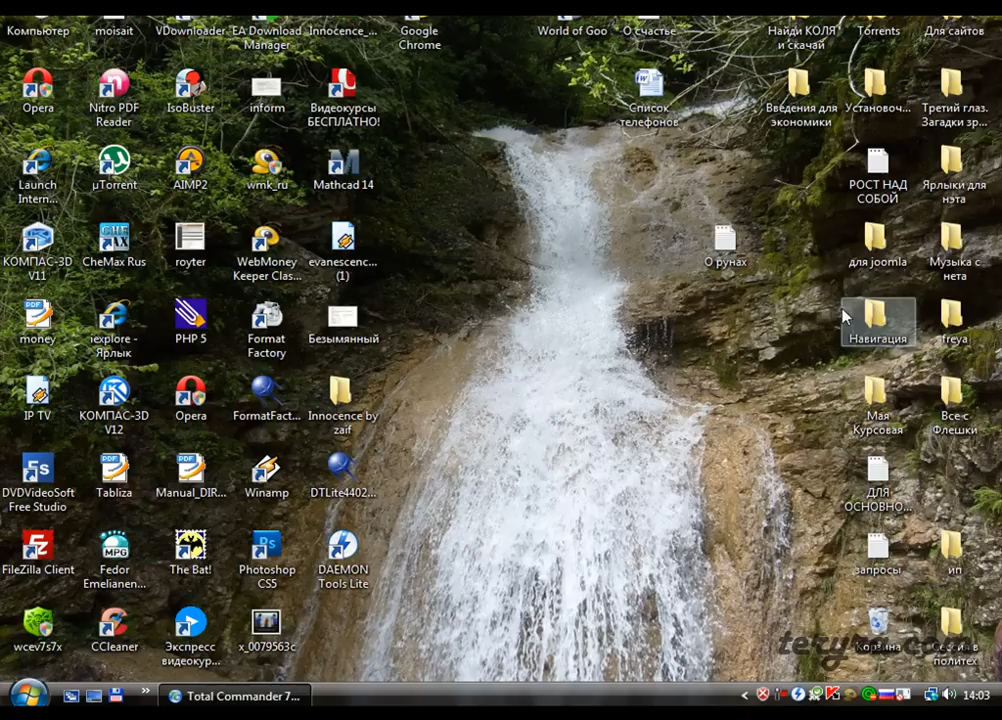 Компьютер
moisait
VDownloader
EA Download
Manager
Innocence_...
Google
Chrome
World of Goo
О счастье
Найди КОЛЯ
и скачай
Torrents
Для сайтов
Opera
Nitro PDF
Reader
IsoBuster
inform
Видеокурсы
БЕСПЛАТНО!
Список
телефонов
Введения для
экономики
Установоч...
Третий глаз.
Загадки зр...
Launch
Intern...
µTorrent
AIMP2
wmk_ru
Mathcad 14
РОСТ НАД
СОБОЙ
Ярлыки для
нэта
КОМПАС-3D
V11
CheMax Rus
royter
WebMoney
Keeper Clas...
evanescenc...
(1)
О рунах
для joomla
Музыка с
нета
money
iexplore -
Ярлык
PHP 5
Format
Factory
Безымянный
Навигация
freya
IP TV
КОМПАС-3D
V12
Opera
FormatFact...
Innocence by
zaif
Мая
Курсовая
Все с
Флешки
DVDVideoSoft
Free Studio
Tabliza
Manual_DIR...
Winamp
DTLite4402...
ДЛЯ
ОСНОВНО...
FileZilla Client
Fedor
Emelianen...
The Bat!
Photoshop
CS5
DAEMON
Tools Lite
запросы
ип
wcev7s7x
CCleaner
Экспресс
видеокур...
x_0079563c
Корзина
Сессия в
политех
teryra.com
Total Commander 7...
14:03